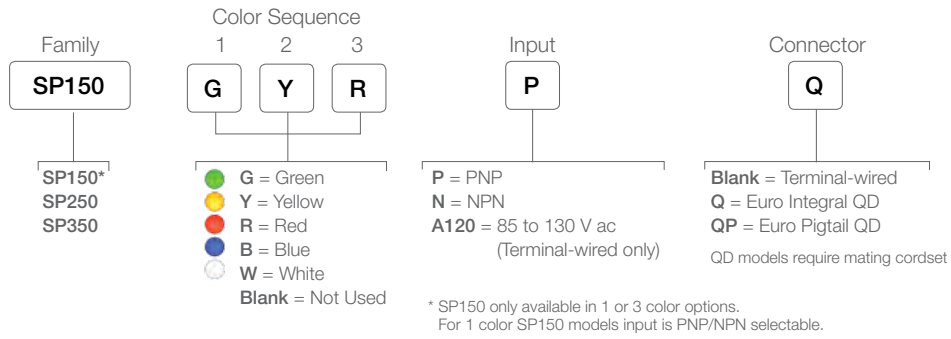 Color Sequence
Family 1 2 3 Input Connector
SP150 G Y R P Q
SP150*
SP250
SP350
G = Green
Y = Yellow
R = Red
B = Blue
W = White
Blank = Not Used
P = PNP
N = NPN
A120 = 85 to 130 V ac
(Terminal-wired only)
Blank = Terminal-wired
Q = Euro Integral QD
QP = Euro Pigtail QD
QD models require mating cordset
* SP150 only available in 1 or 3 color options.
For 1 color SP150 models input is PNP/NPN selectable.